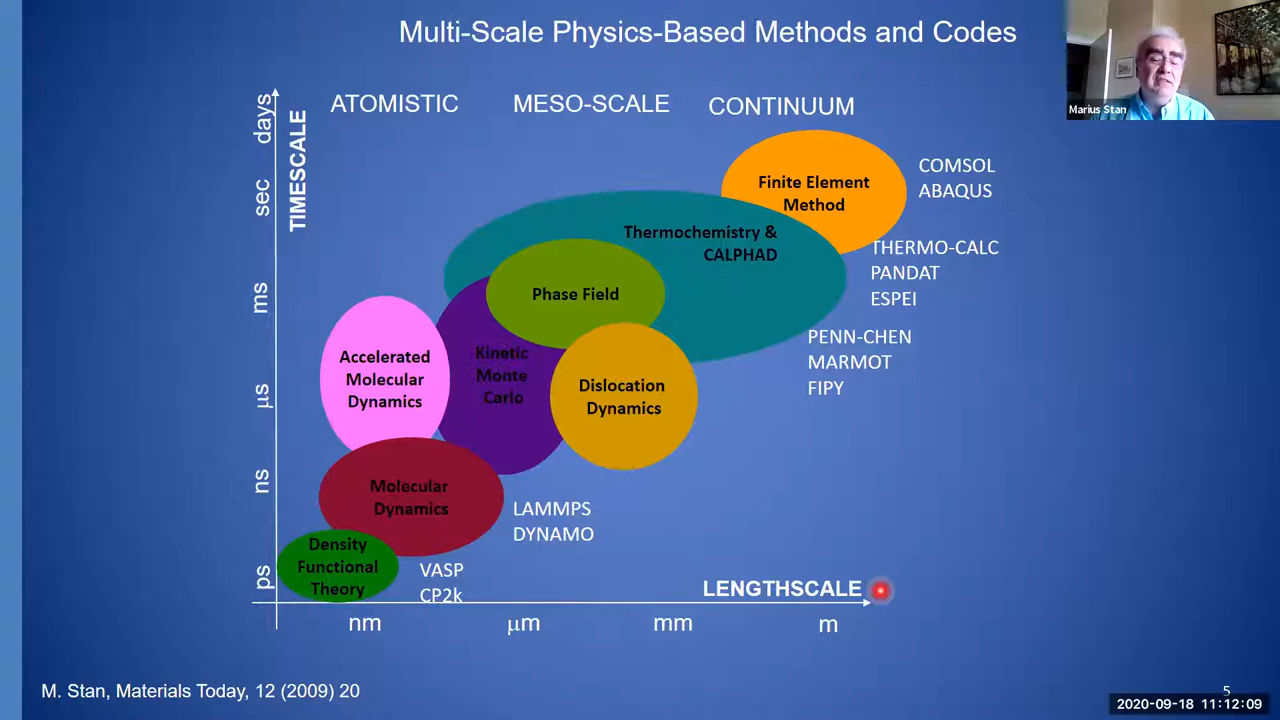 Multi-Scale Physics-Based Methods and Codes
Marius Stan
ATOMISTIC
MESO-SCALE
CONTINUUM
TIMESCALE
days
sec
ms
μs
ns
ps
Finite Element
Method
COMSOL
ABAQUS
Thermochemistry &
CALPHAD
THERMO-CALC
PANDAT
ESPEI
Phase Field
PENN-CHEN
MARMOT
FIPY
Accelerated
Molecular
Dynamics
Kinetic
Monte
Carlo
Dislocation
Dynamics
Molecular
Dynamics
LAMMPS
DYNAMO
Density
Functional
Theory
VASP
CP2k
LENGTHSCALE
nm
μm
mm
m
M. Stan, Materials Today, 12 (2009) 20
5
2020-09-18 11:12:09